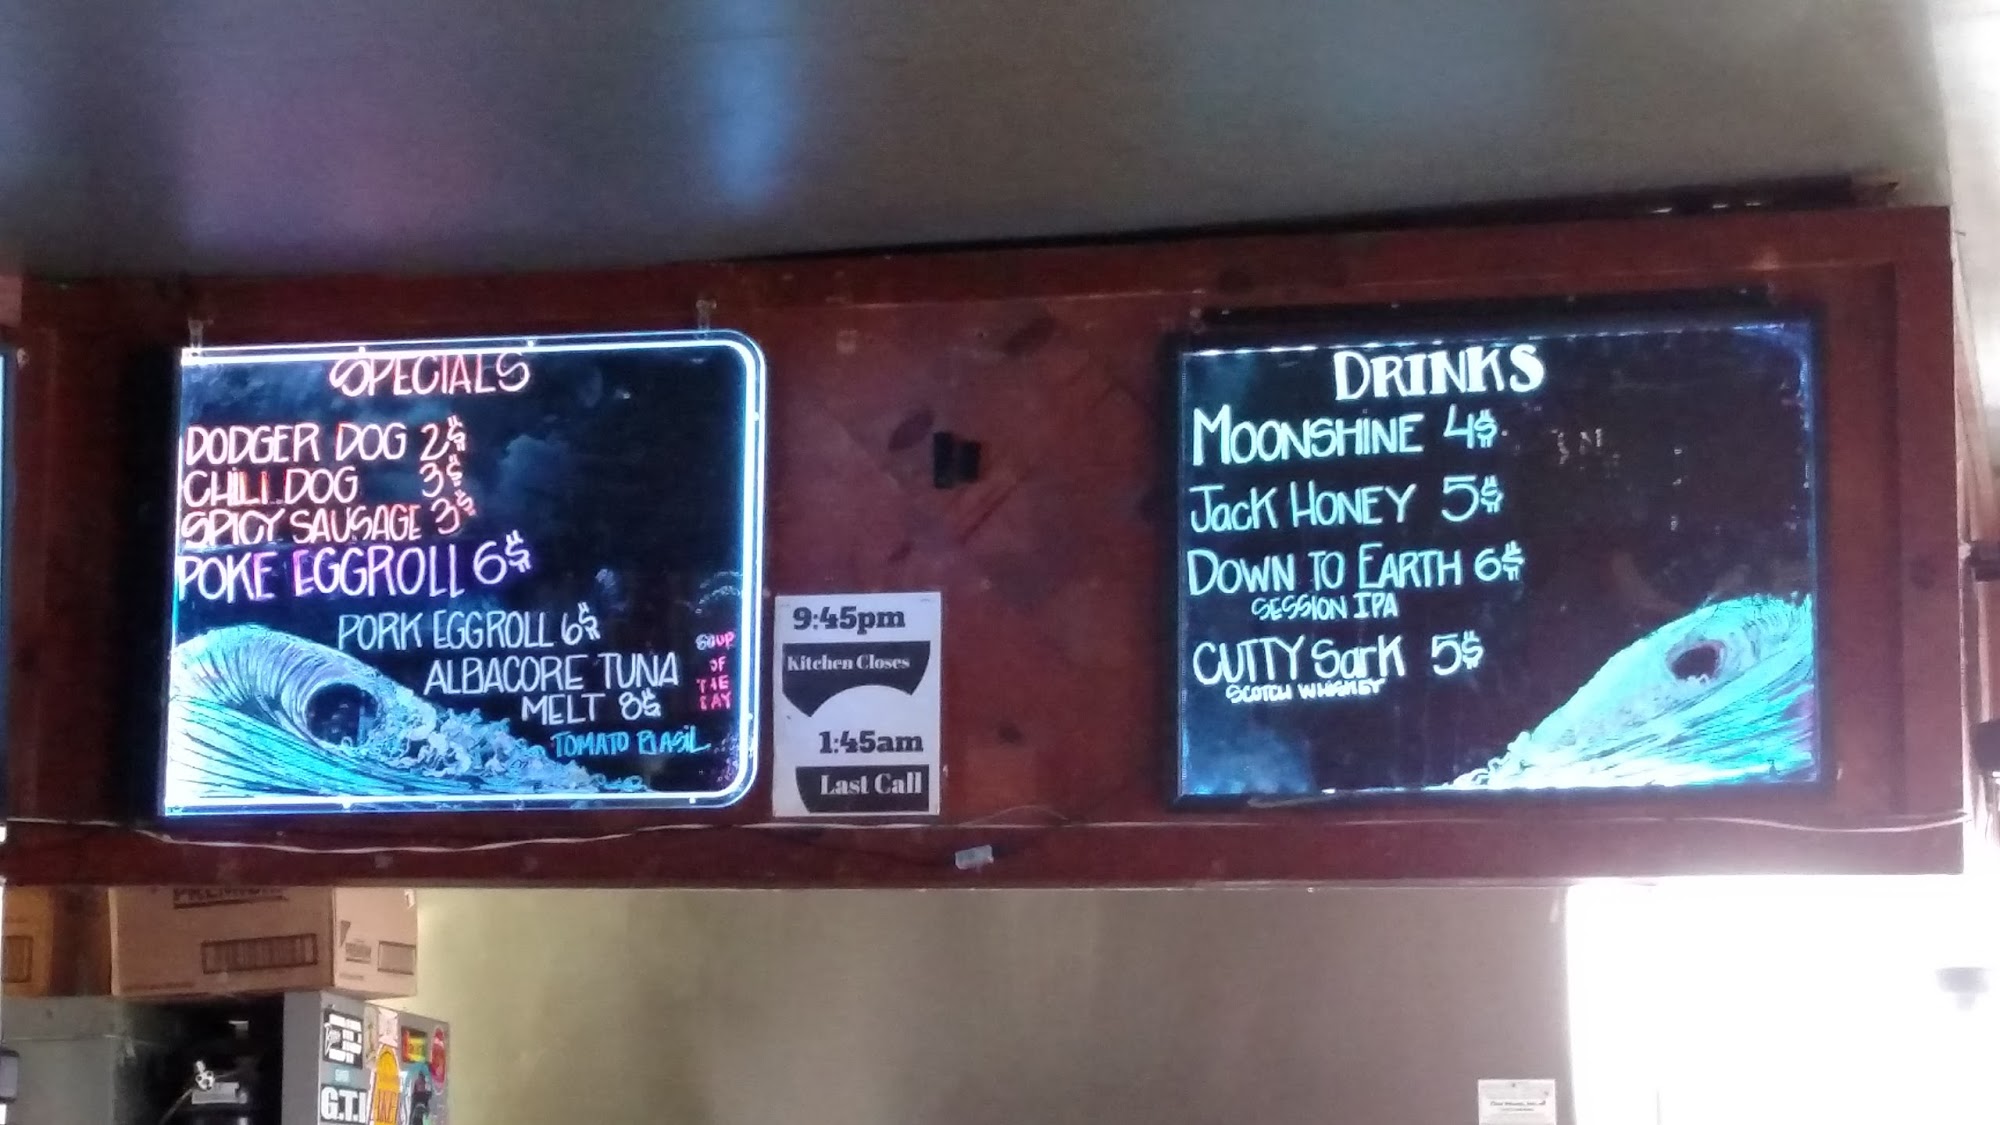 SPECIALS
DODGER DOG 2$
CHILI DOG 3$
SPICY SAUSAGE 3$
POKE EGGROLL 6$
PORK EGGROLL 6$
ALBACORE TUNA
MELT 8$
SOUP
OF
THE
DAY
TOMATO BASIL
9:45pm
Kitchen Closes
1:45am
Last Call
DRINKS
MOONSHINE 4$
Jack HONEY 5$
DOWN TO EARTH 6$
SESSION IPA
CUTTY Sark 5$
SCOTCH WHISKEY
PREMIUM
G.T.I